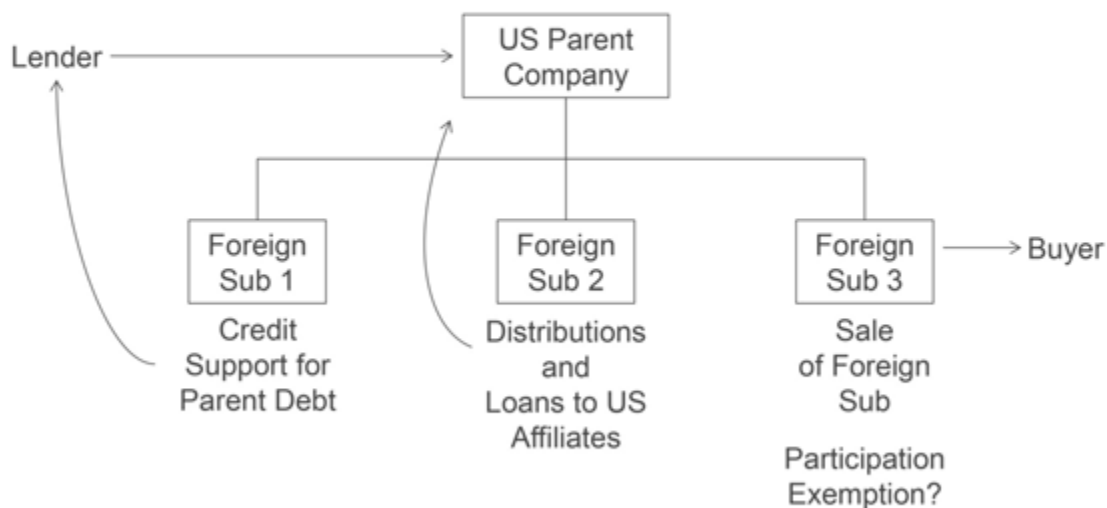 Lender
US Parent
Company
Foreign
Sub 1
Foreign
Sub 2
Foreign
Sub 3
Buyer
Credit
Support for
Parent Debt
Distributions
and
Loans to US
Affiliates
Sale
of Foreign
Sub
Participation
Exemption?